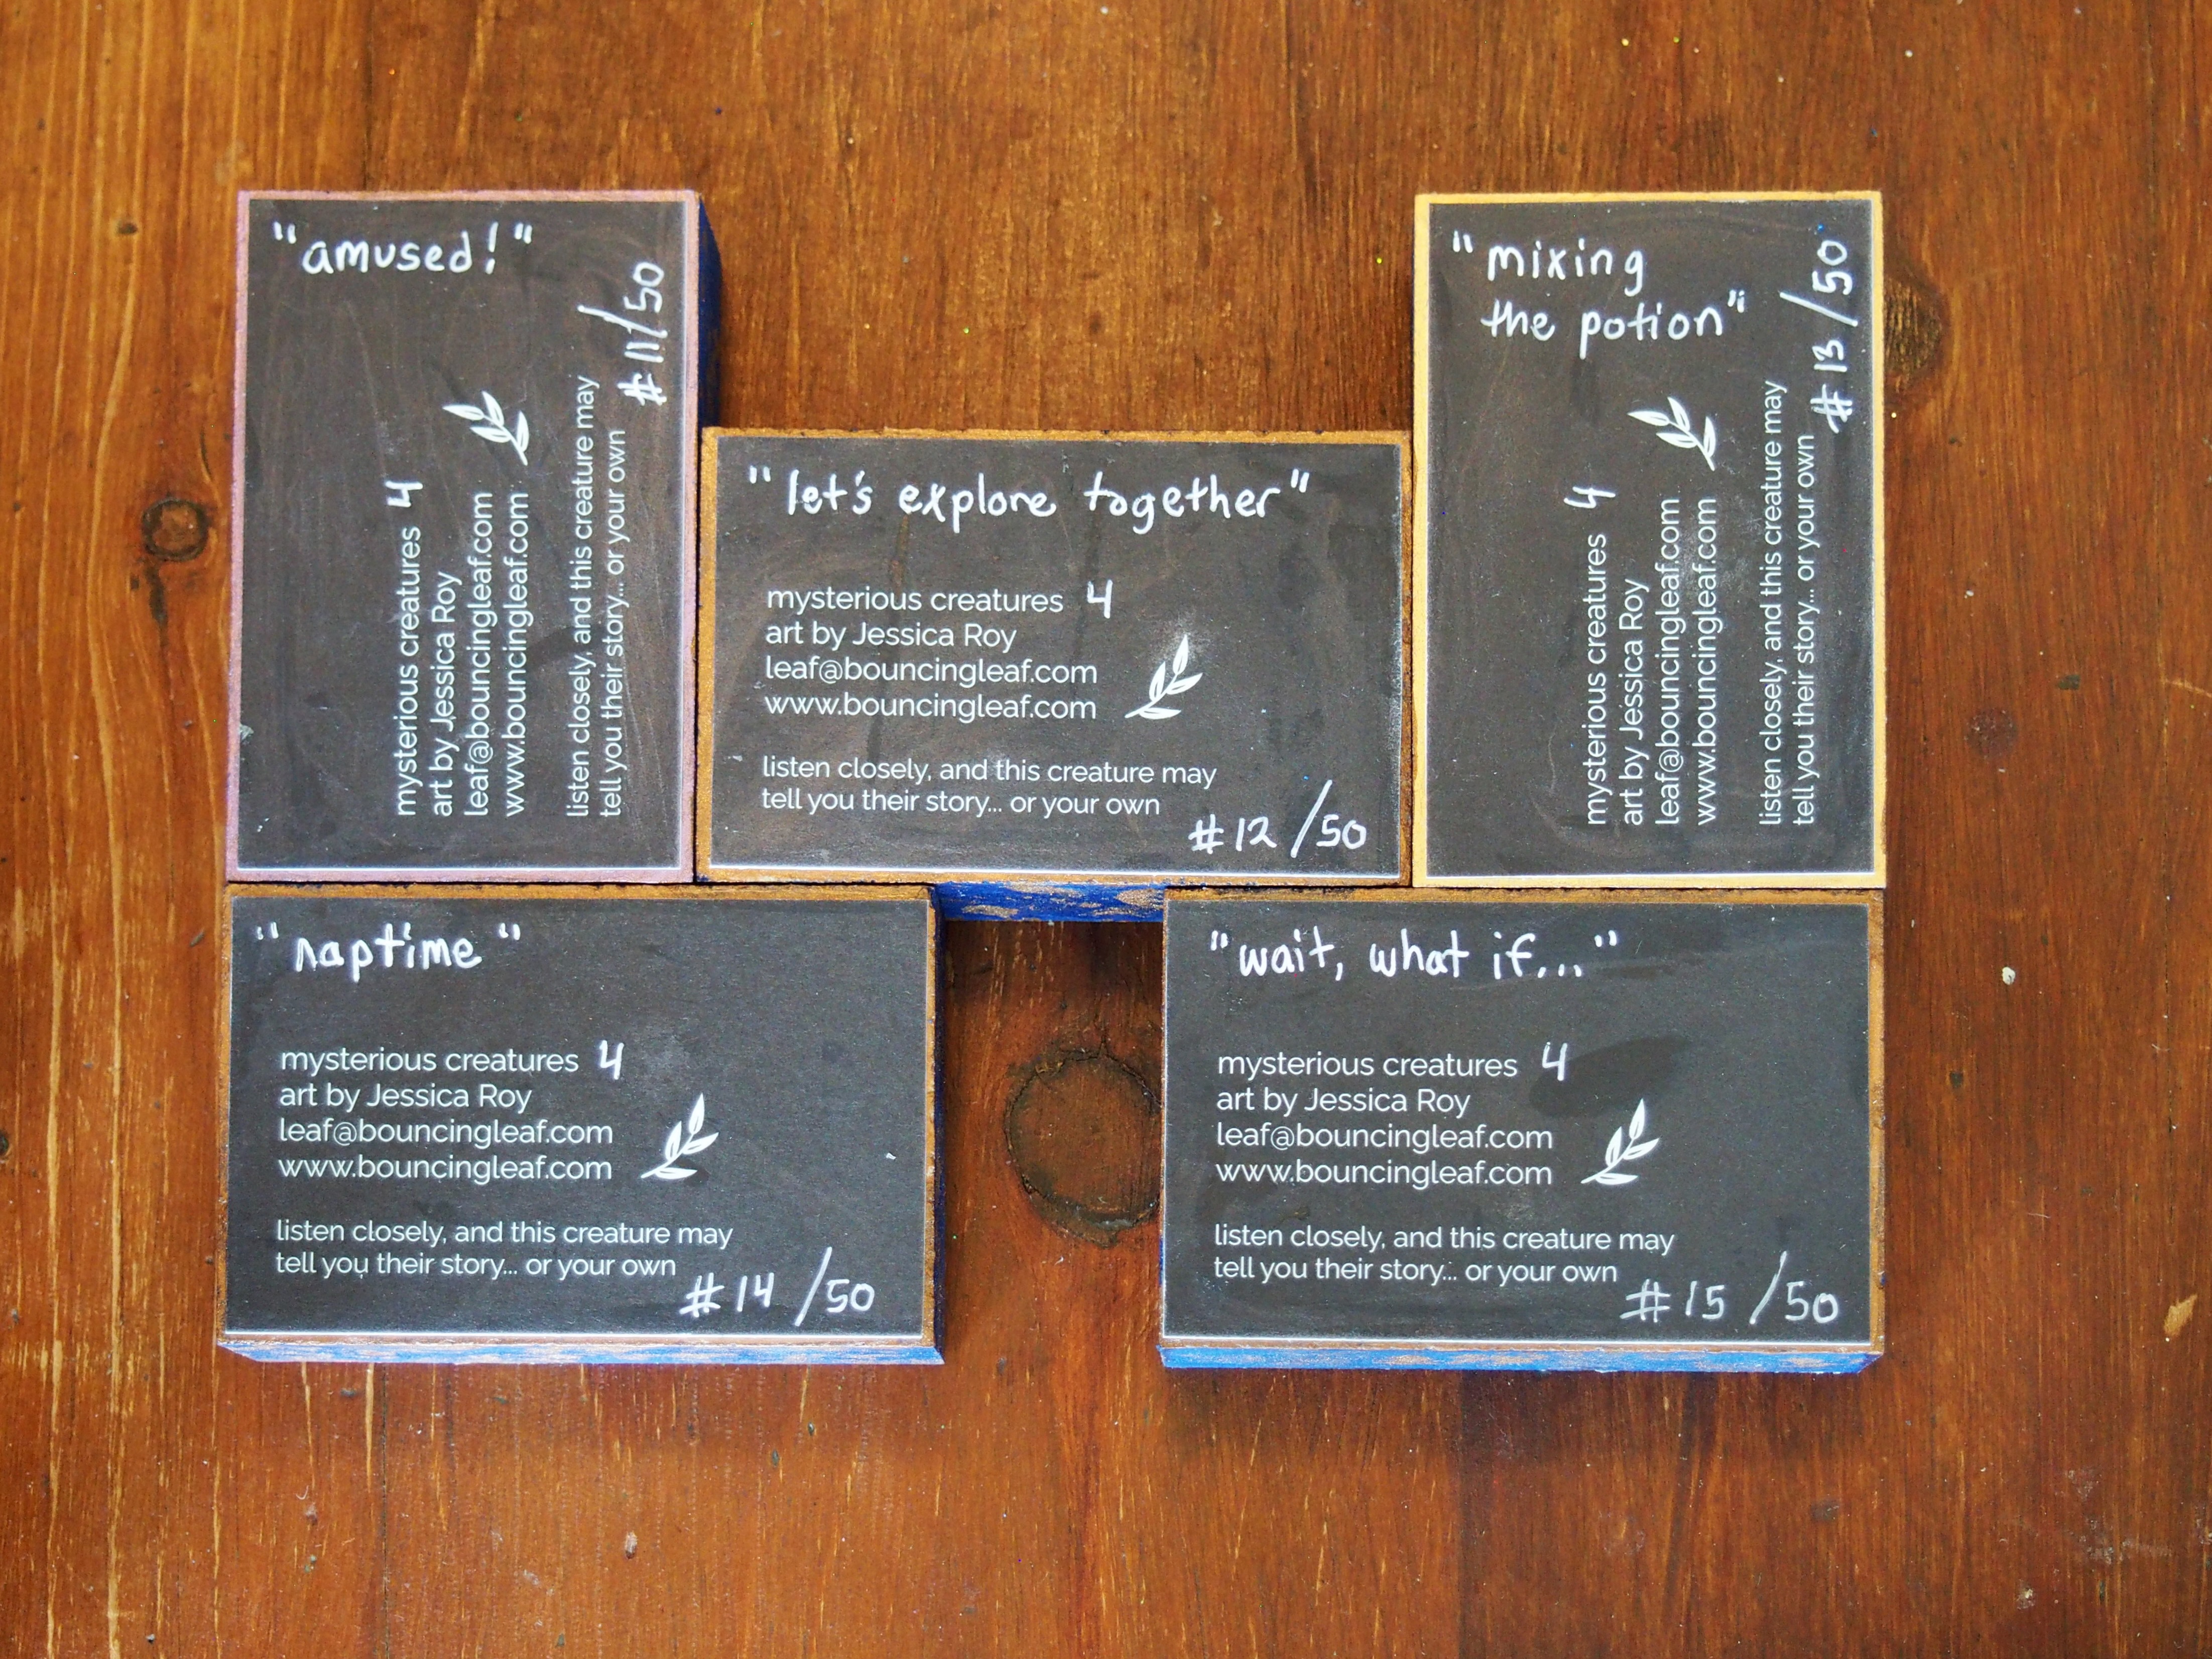 "amused!"
mysterious creatures 4
art by Jessica Roy
leaf@bouncingleaf.com
www.bouncingleaf.com
listen closely, and this creature may
tell you their story... or your own
#11/50
"let's explore together"
mysterious creatures 4
art by Jessica Roy
leaf@bouncingleaf.com
www.bouncingleaf.com
listen closely, and this creature may
tell you their story... or your own
#12/50
"mixing
the potion"
mysterious creatures 4
art by Jessica Roy
leaf@bouncingleaf.com
www.bouncingleaf.com
listen closely, and this creature may
tell you their story... or your own
#13/50
"naptime"
mysterious creatures 4
art by Jessica Roy
leaf@bouncingleaf.com
www.bouncingleaf.com
listen closely, and this creature may
tell you their story... or your own
#14/50
"wait, what if..."
mysterious creatures 4
art by Jessica Roy
leaf@bouncingleaf.com
www.bouncingleaf.com
listen closely, and this creature may
tell you their story... or your own
#15/50